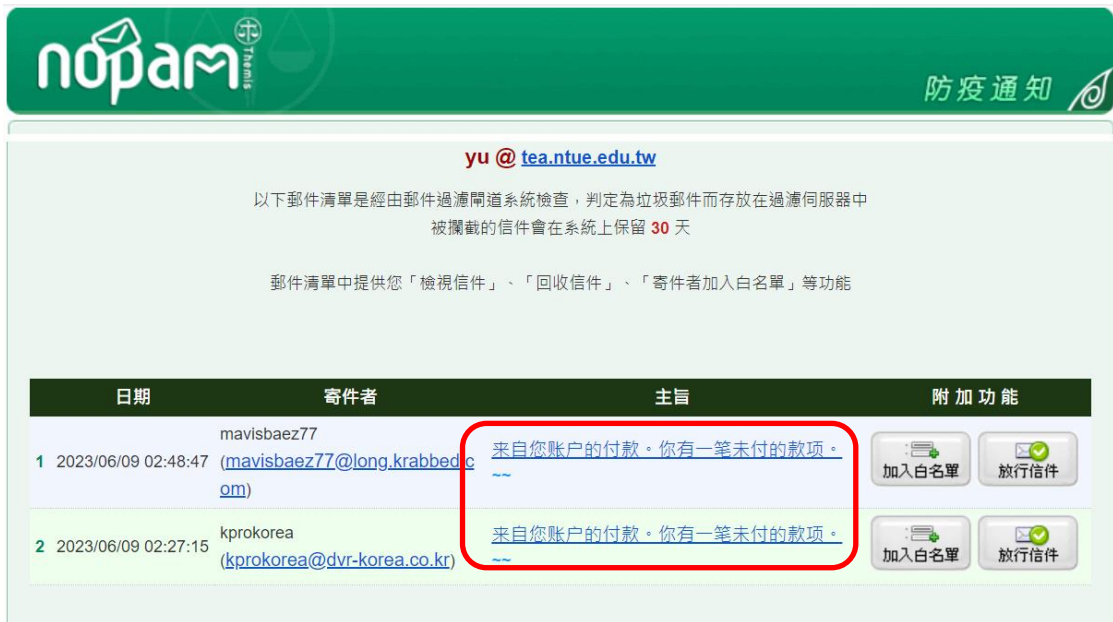 nopam
Themis
防疫通知
yu @ tea.ntue.edu.tw
以下郵件清單是經由郵件過濾閘道系統檢查，判定為垃圾郵件而存放在過濾伺服器中
被攔截的信件會在系統上保留 30 天
郵件清單中提供您「檢視信件」、「回收信件」、「寄件者加入白名單」等功能
日期 寄件者 主旨 附加功能
1 2023/06/09 02:48:47 mavisbaez77
(mavisbaez77@long.krabbed.c
om)
来自您账户的付款。你有一笔未付的款项。
~~
加入白名單 放行信件
2 2023/06/09 02:27:15 kprokorea
(kprokorea@dvr-korea.co.kr)
来自您账户的付款。你有一笔未付的款项。
~~
加入白名單 放行信件